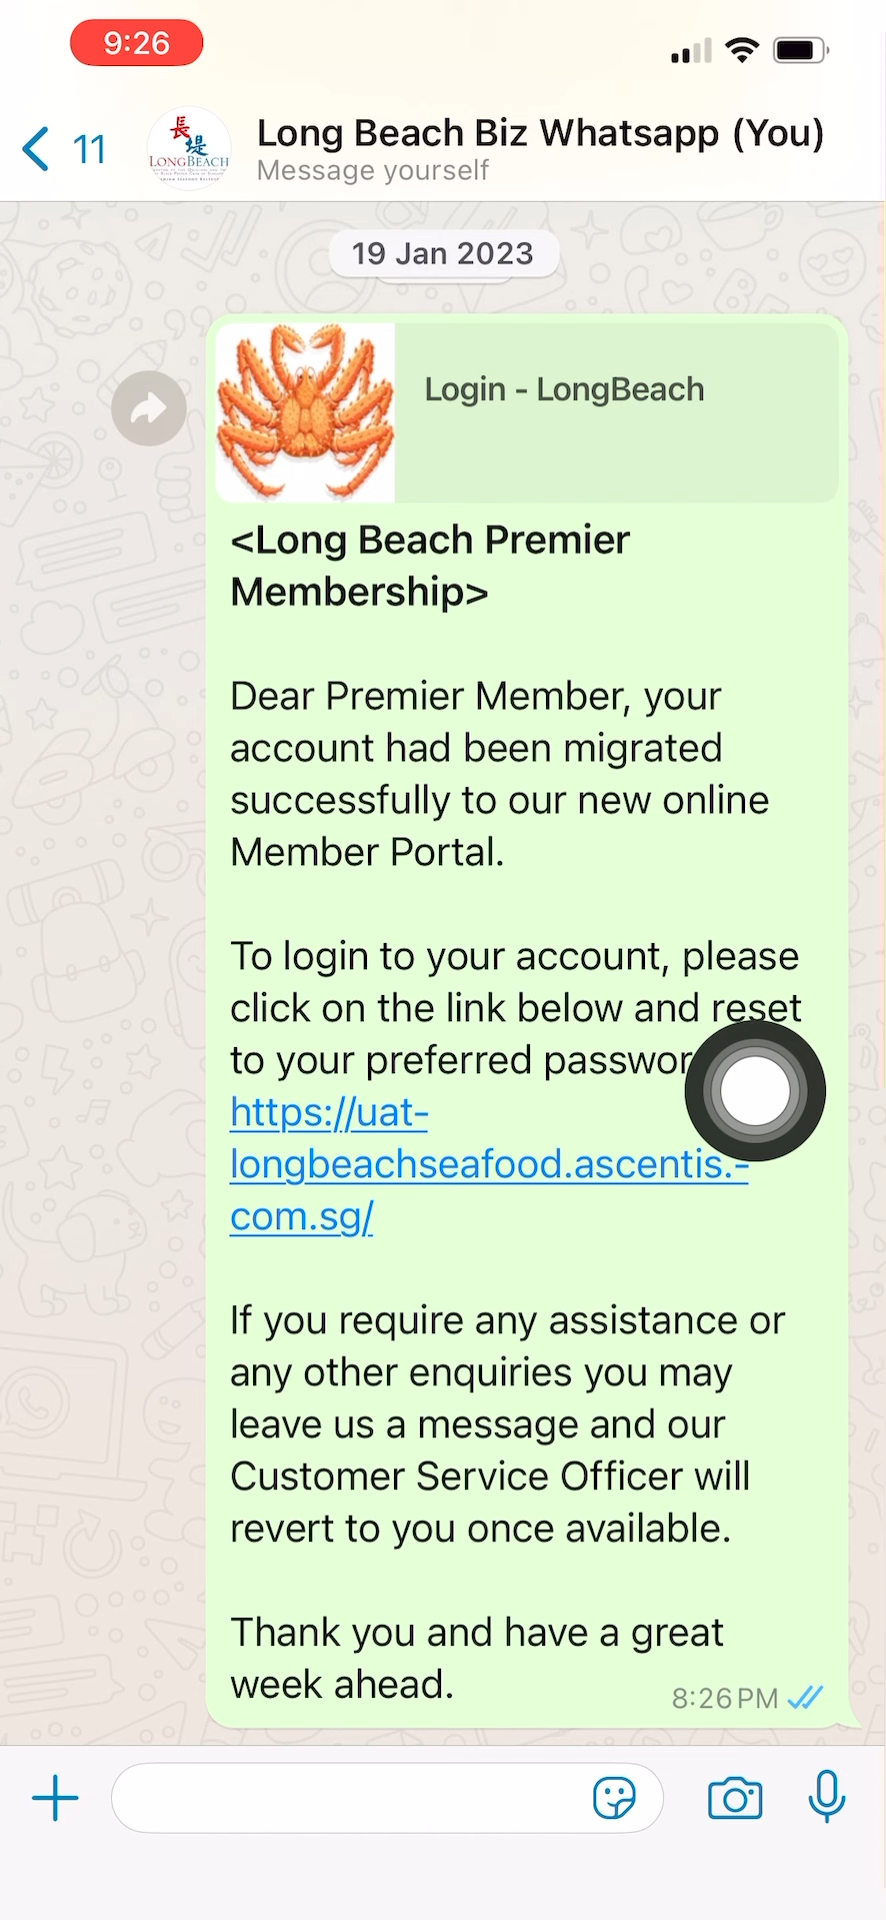 9:26
11
長
堤
LONGBEACH
Long Beach Biz Whatsapp (You)
Message yourself
19 Jan 2023
Login - LongBeach
<Long Beach Premier
Membership>
Dear Premier Member, your
account had been migrated
successfully to our new online
Member Portal.
To login to your account, please
click on the link below and reset
to your preferred
https://uat-
longbeachseafood.ascentis.-
com.sg/
If you require any assistance or
any other enquiries you may
leave us a message and our
Customer Service Officer will
revert to you once available.
Thank you and have a great
week ahead.
8:26 PM